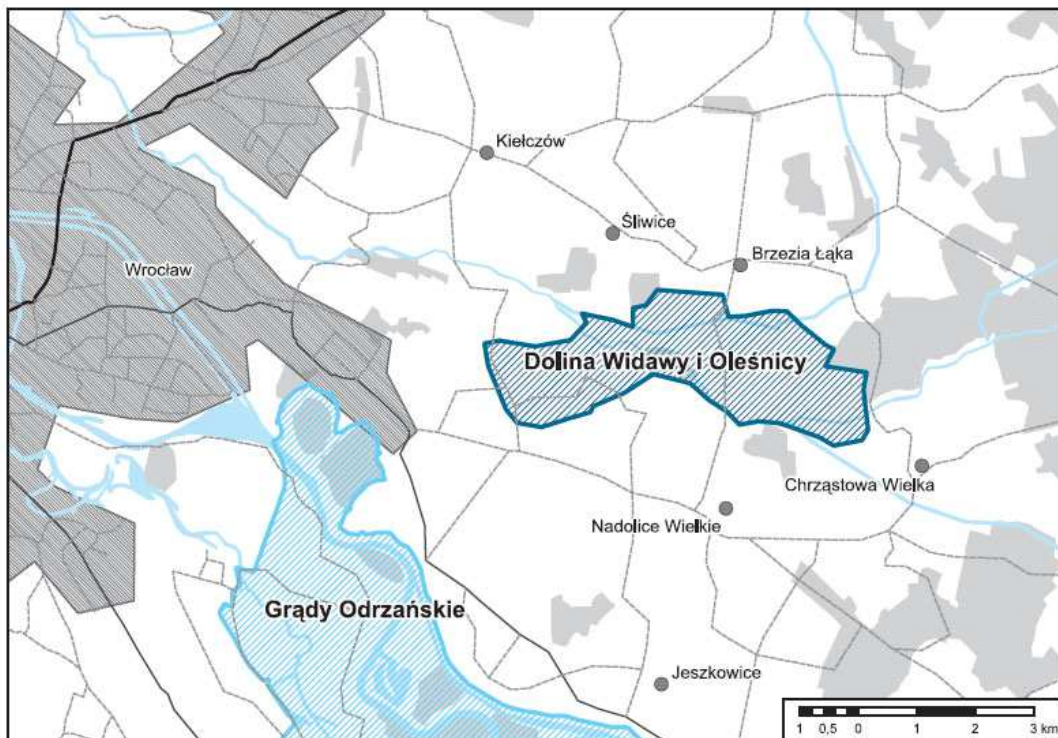 Kiełczów
Śliwice
Brzezia Łąka
Wrocław
Dolina Widawy i Oleśnicy
Chrząstowa Wielka
Nadolice Wielkie
Grądy Odrzańskie
Jeszkowice
1 0,5 0 1 2 3 km